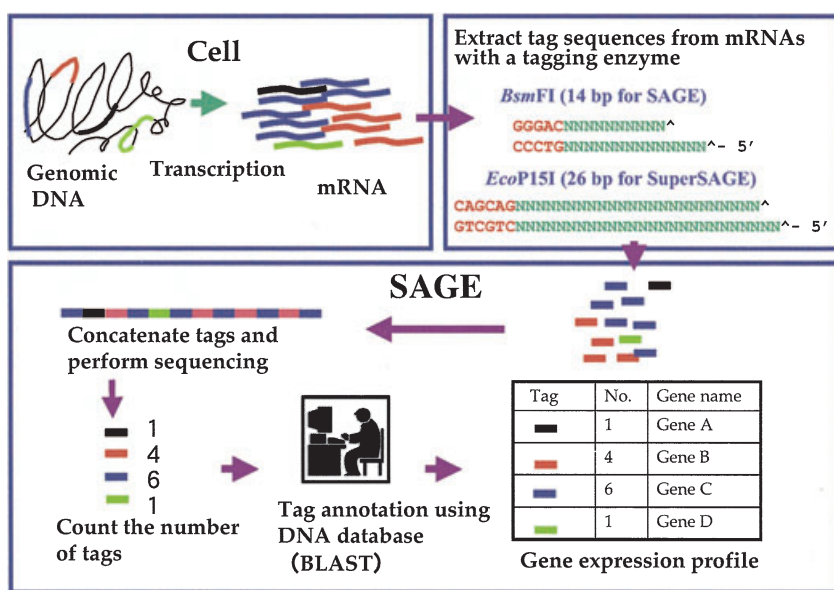 Cell
Genomic
DNA
Transcription
mRNA
Extract tag sequences from mRNAs
with a tagging enzyme
BsmFI (14 bp for SAGE)
GGGACNNNNNNNNNN^
CCCTGNNNNNNNNNNNNNN^- 5′
EcoP15I (26 bp for SuperSAGE)
CAGCAGNNNNNNNNNNNNNNNNNNNNNNNN^
GTCGTCNNNNNNNNNNNNNNNNNNNNNNNNNN^- 5′
SAGE
Concatenate tags and
perform sequencing
1
4
6
1
Count the number
of tags
Tag annotation using
DNA database
(BLAST)
Tag No. Gene name
1 Gene A
4 Gene B
6 Gene C
1 Gene D
Gene expression profile